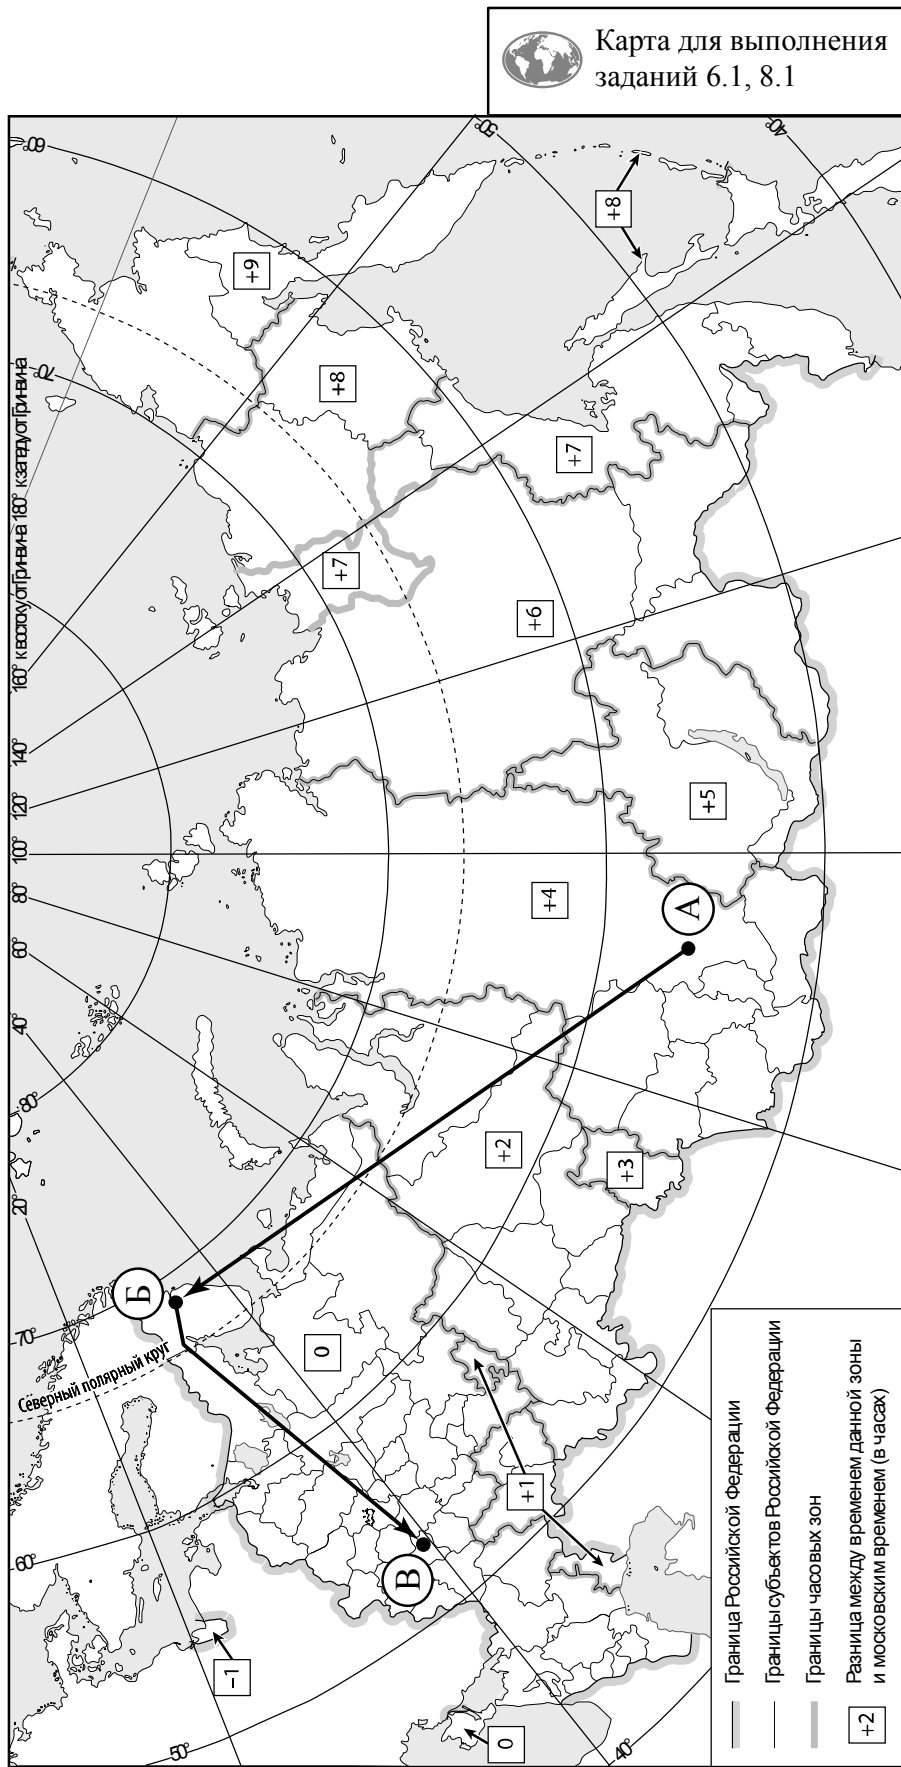 Карта для выполнения
заданий 6.1, 8.1
20°
40°
60°
80°
100°
120°
140°
160° к востоку от Гринвича 180° к западу от Гринвича
60°
70°
80°
70°
60°
50°
50°
40°
40°
Северный полярный круг
А
Б
В
–1
0
0
+1
+2
+3
+4
+5
+6
+7
+7
+8
+8
+9
Граница Российской Федерации
Границы субъектов Российской Федерации
Границы часовых зон
+2
Разница между временем данной зоны
и московским временем (в часах)